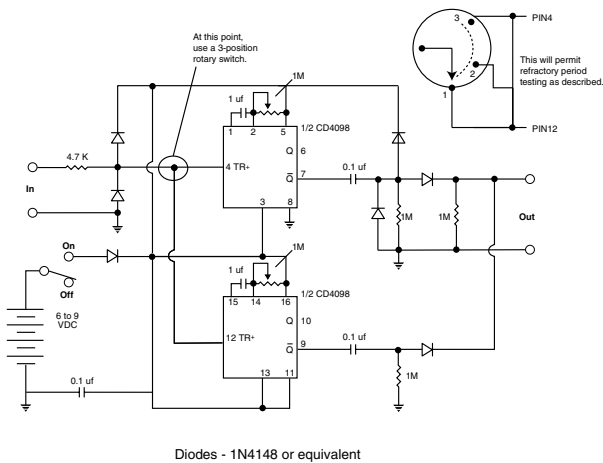 At this point,
use a 3-position
rotary switch.
3
2
1
PIN4
This will permit
refractory period
testing as described.
PIN12
1M
1 uf
1
2
5
1/2 CD4098
Q
6
4.7 K
4 TR+
Q
7
0.1 uf
In
3
8
1M
1M
Out
On
1M
Off
1 uf
1/2 CD4098
15
14
16
6 to 9
VDC
Q
10
12 TR+
Q
9
0.1 uf
0.1 uf
13
11
1M
Diodes - 1N4148 or equivalent